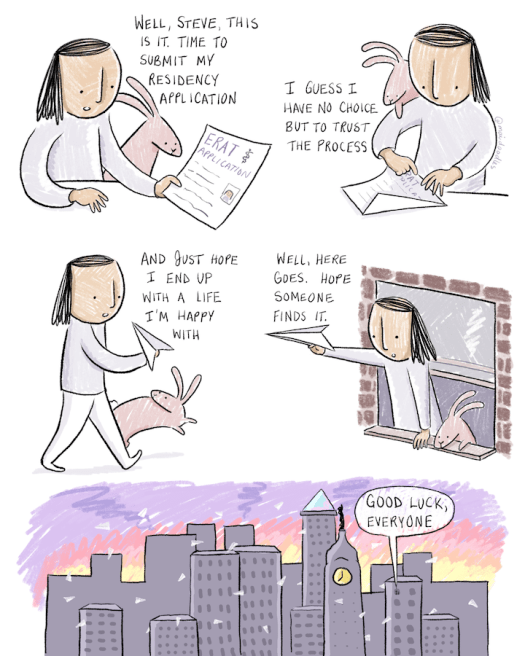 WELL, STEVE, THIS
IS IT. TIME TO
SUBMIT MY
RESIDENCY
APPLICATION
ERAT
APPLICATION
I GUESS I
HAVE NO CHOICE
BUT TO TRUST
THE PROCESS
AND JUST HOPE
I END UP
WITH A LIFE
I'M HAPPY
WITH
WELL, HERE
GOES. HOPE
SOMEONE
FINDS IT.
GOOD LUCK,
EVERYONE